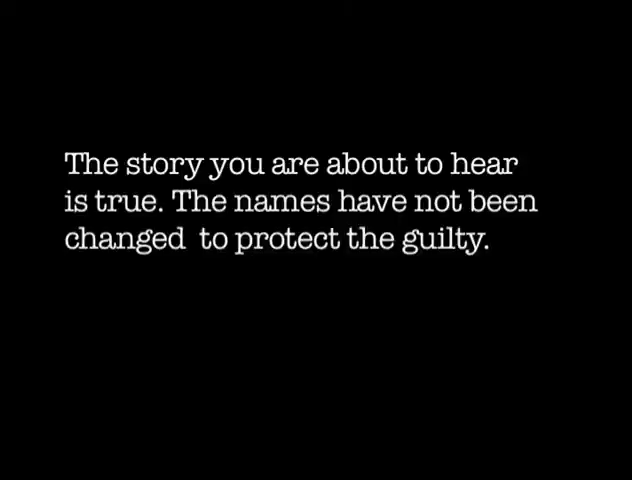 The story you are about to hear
is true. The names have not been
changed  to protect the guilty.